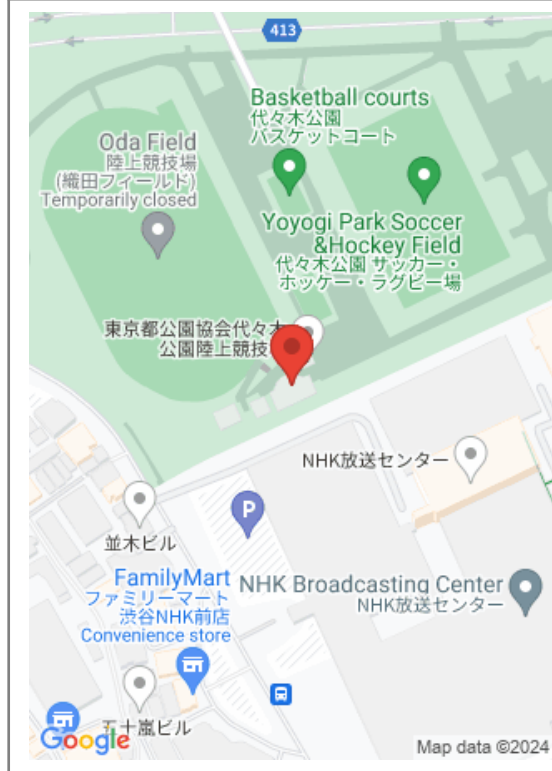 413
Basketball courts
代々木公園
バスケットコート
Oda Field
陸上競技場
(織田フィールド)
Temporarily closed
Yoyogi Park Soccer
&Hockey Field
代々木公園 サッカー・
ホッケー・ラグビー場
東京都公園協会代々木
公園陸上競技
NHK放送センター
P
並木ビル
FamilyMart
ファミリーマート
渋谷NHK前店
Convenience store
NHK Broadcasting Center
NHK放送センター
五十嵐ビル
Google
Map data ©2024